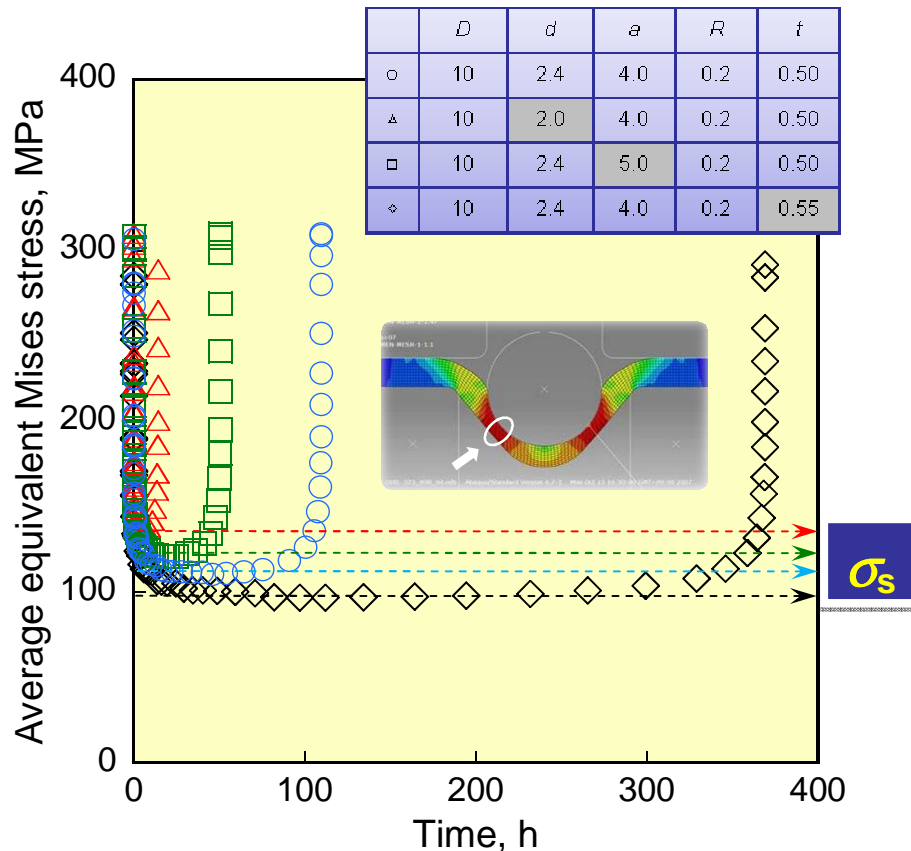 D d a R t
○ 10 2.4 4.0 0.2 0.50
△ 10 2.0 4.0 0.2 0.50
□ 10 2.4 5.0 0.2 0.50
◇ 10 2.4 4.0 0.2 0.55
Average equivalent Mises stress, MPa
400
300
200
100
0
σs
0 100 200 300 400
Time, h